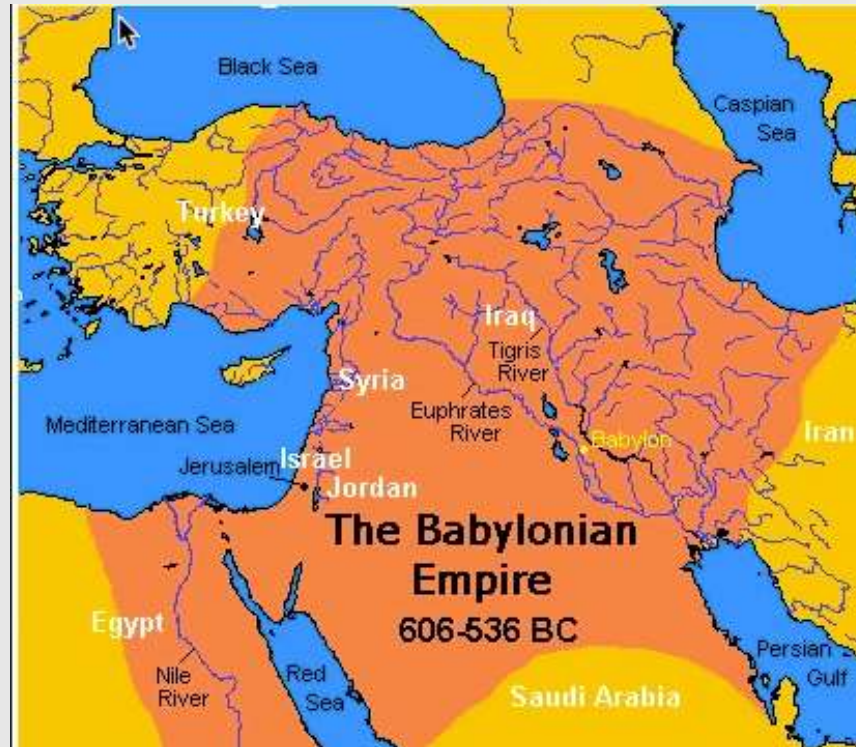 Black Sea
Caspian
Sea
Turkey
Iraq
Tigris
River
Syria
Euphrates
River
Mediterranean Sea
Babylon
Iran
Jerusalem
Israel
Jordan
The Babylonian
Empire
606-536 BC
Egypt
Nile
River
Red
Sea
Persian
Gulf
Saudi Arabia